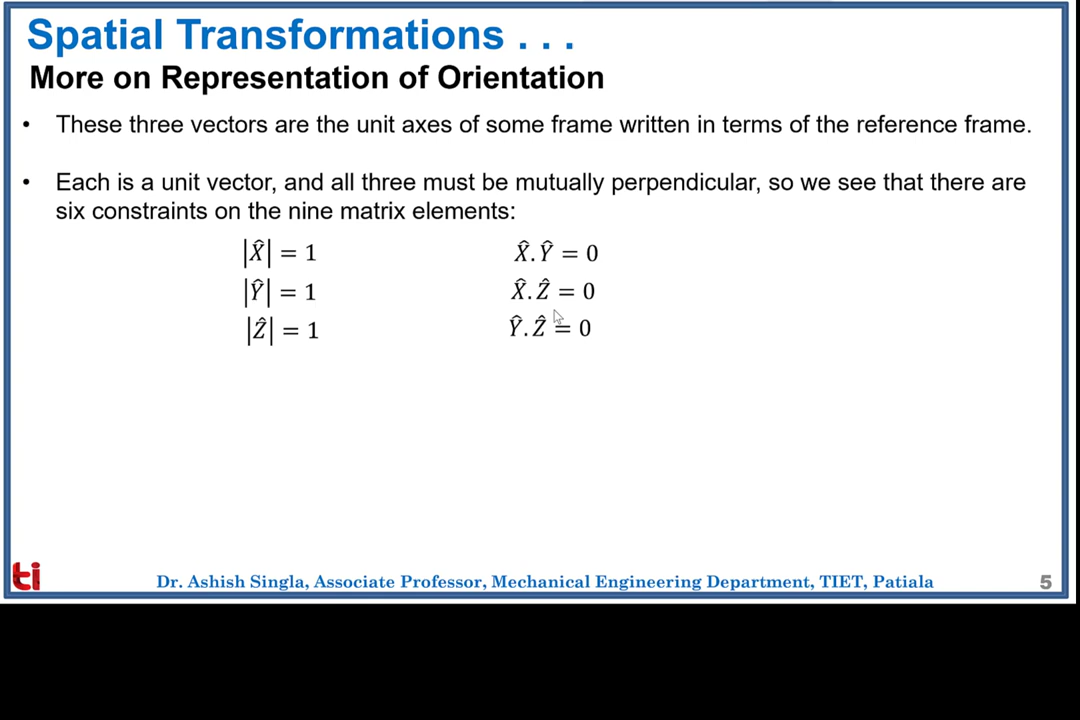 Spatial Transformations . . .
More on Representation of Orientation
• These three vectors are the unit axes of some frame written in terms of the reference frame.
• Each is a unit vector, and all three must be mutually perpendicular, so we see that there are
six constraints on the nine matrix elements:
|X̂| = 1 X̂.Ŷ = 0
|Ŷ| = 1 X̂.Ẑ = 0
|Ẑ| = 1 Ŷ.Ẑ = 0
ti
Dr. Ashish Singla, Associate Professor, Mechanical Engineering Department, TIET, Patiala
5